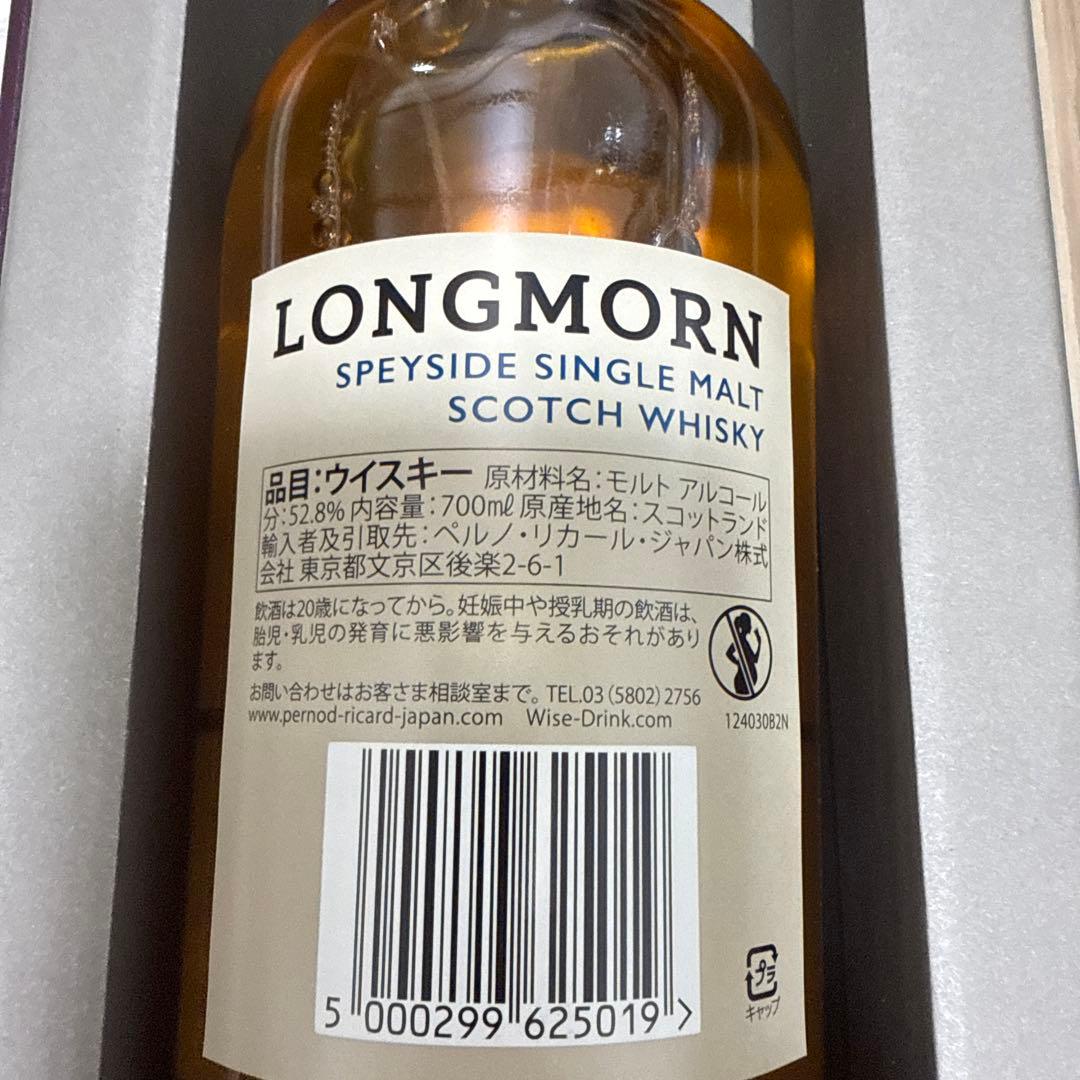 LONGMORN
SPEYSIDE SINGLE MALT
SCOTCH WHISKY
品目：ウイスキー 原材料名：モルト アルコール
分：52.8% 内容量：700mℓ 原産地名：スコットランド
輸入者及引取先：ペルノ・リカール・ジャパン株式
会社 東京都文京区後楽2-6-1
飲酒は20歳になってから。妊娠中や授乳期の飲酒は、
胎児・乳児の発育に悪影響を与えるおそれがあり
ます。
お問い合わせはお客さま相談室まで。TEL.03（5802）2756
www.pernod-ricard-japan.com Wise-Drink.com
124030B2N
5 000299 625019 >
プラ
キャップ